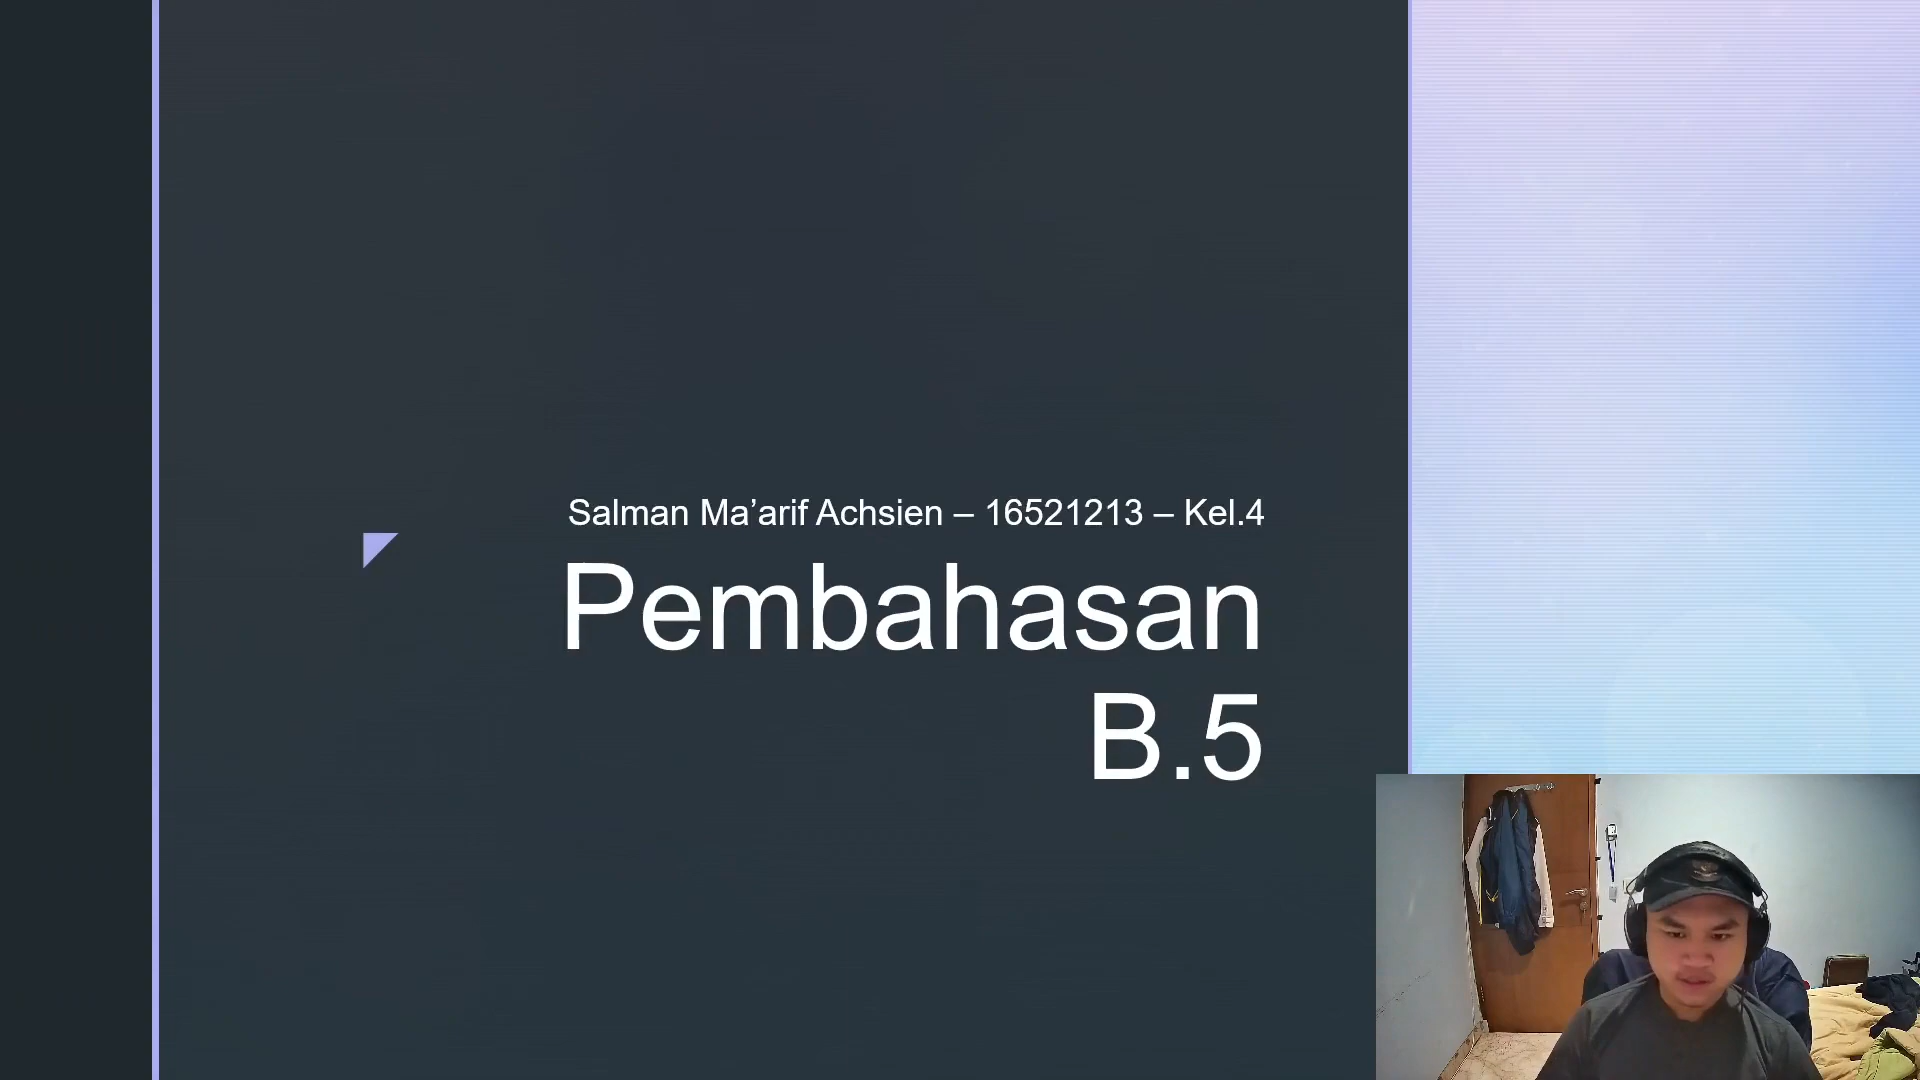 Salman Ma’arif Achsien – 16521213 – Kel.4
Pembahasan
B.5